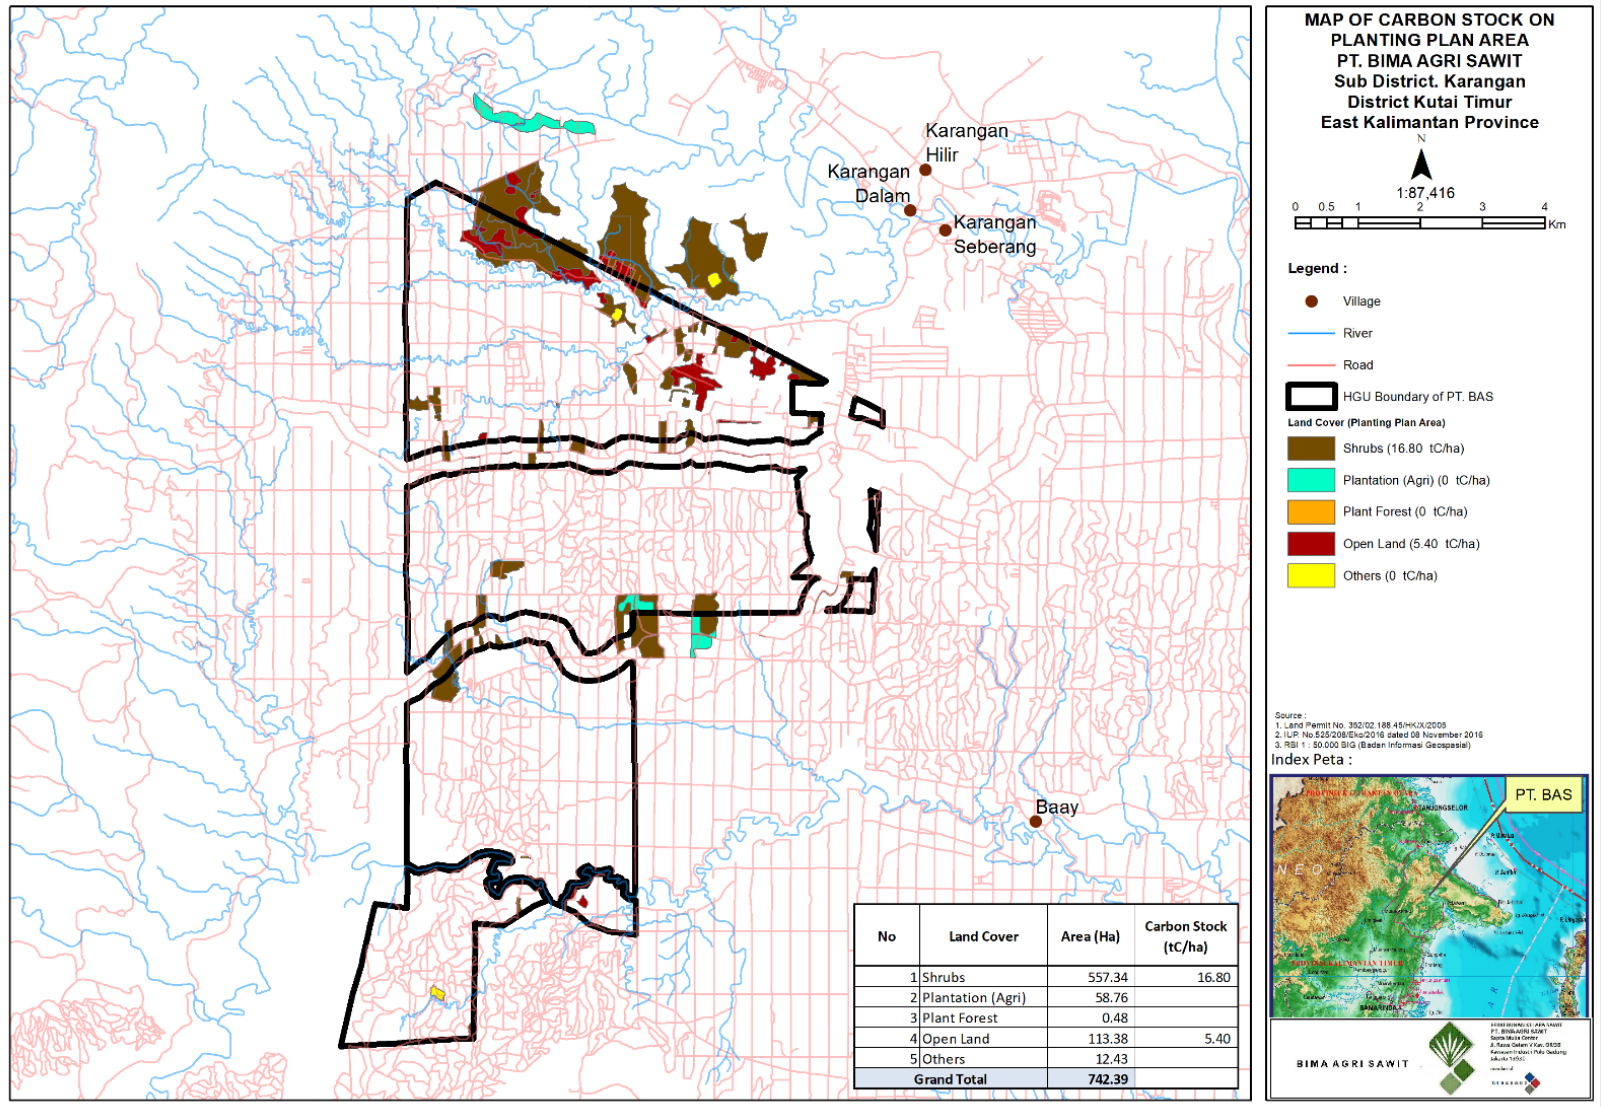 MAP OF CARBON STOCK ON
PLANTING PLAN AREA
PT. BIMA AGRI SAWIT
Sub District. Karangan
District Kutai Timur
East Kalimantan Province
N
1:87,416
0 0.5 1 2 3 4
Km
Legend :
Village
River
Road
HGU Boundary of PT. BAS
Land Cover (Planting Plan Area)
Shrubs (16.80 tC/ha)
Plantation (Agri) (0 tC/ha)
Plant Forest (0 tC/ha)
Open Land (5.40 tC/ha)
Others (0 tC/ha)
Source :
1. Land Permit No. 352/02.188.45/HK/X/2005
2. IUP. No.525/208/Eko/2016 dated 08 November 2016
3. RBI 1 : 50.000 BIG (Badan Informasi Geospasial)
Index Peta :
PT. BAS
NEO
SAMARINDA
BIMA AGRI SAWIT
PT. BIMA AGRI SAWIT
Karangan
Hilir
Karangan
Dalam
Karangan
Seberang
Baay
No Land Cover Area (Ha) Carbon Stock
(tC/ha)
1 Shrubs 557.34 16.80
2 Plantation (Agri) 58.76
3 Plant Forest 0.48
4 Open Land 113.38 5.40
5 Others 12.43
Grand Total 742.39